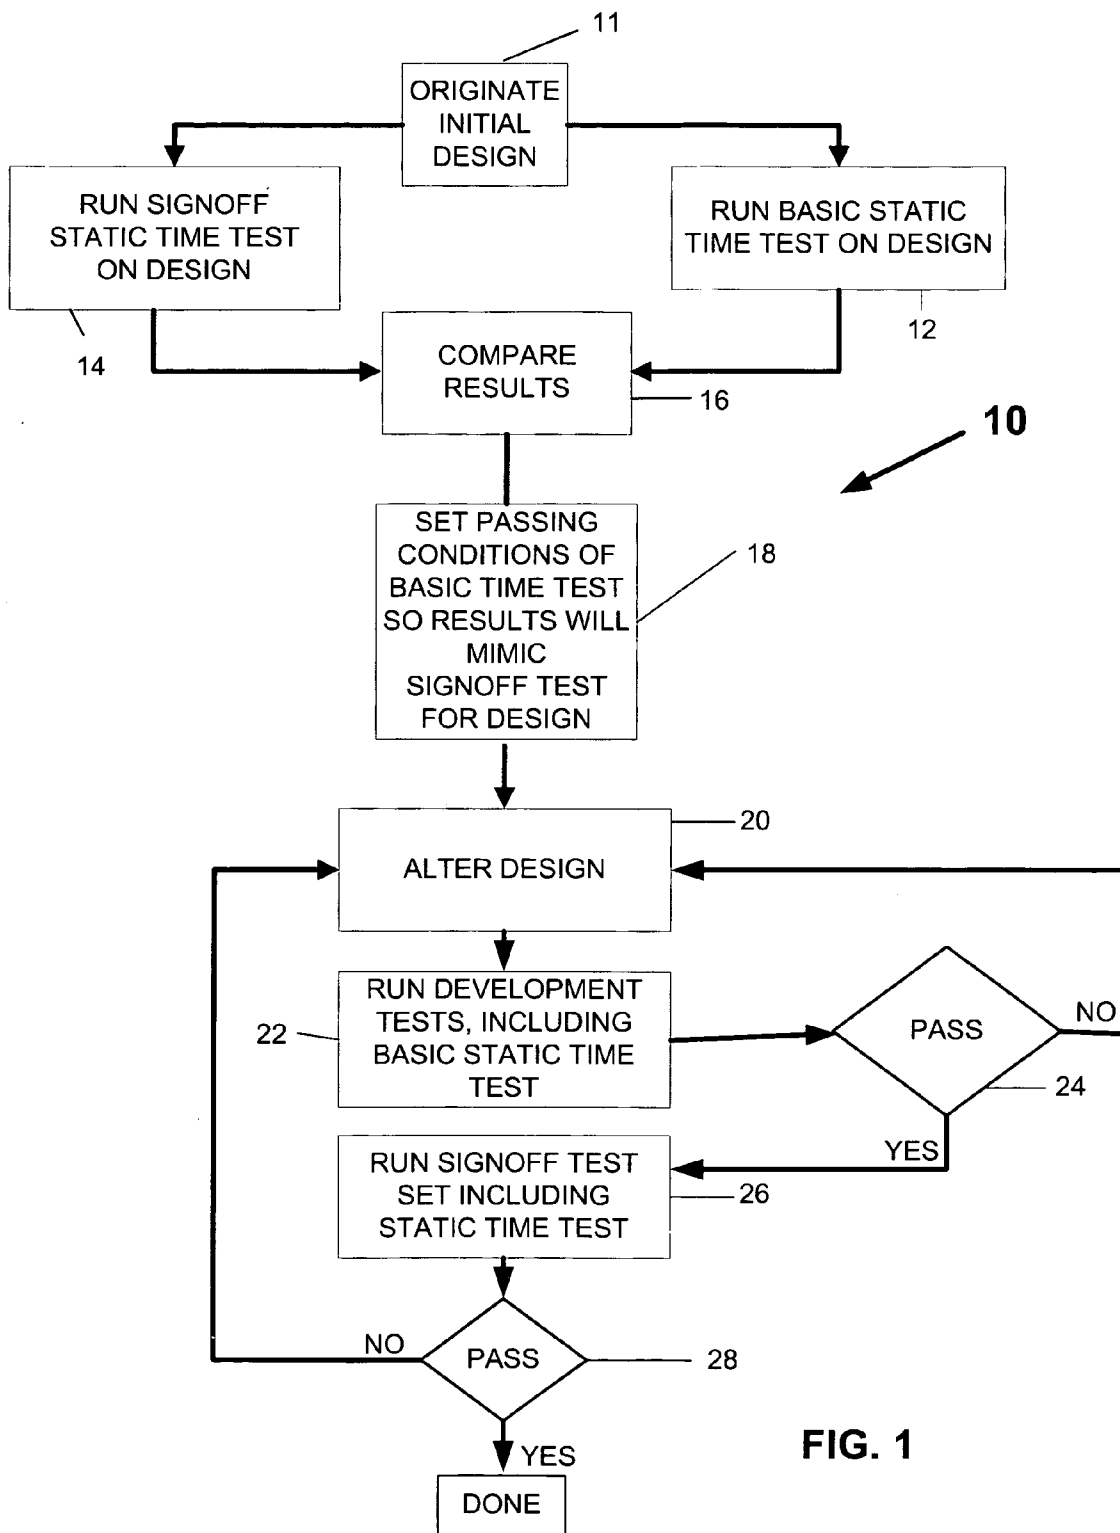 11
ORIGINATE
INITIAL
DESIGN
RUN SIGNOFF
STATIC TIME TEST
ON DESIGN
14
RUN BASIC STATIC
TIME TEST ON DESIGN
12
COMPARE
RESULTS
16
10
SET PASSING
CONDITIONS OF
BASIC TIME TEST
SO RESULTS WILL
MIMIC
SIGNOFF TEST
FOR DESIGN
18
20
ALTER DESIGN
RUN DEVELOPMENT
TESTS, INCLUDING
BASIC STATIC TIME
TEST
22
PASS
NO
24
YES
RUN SIGNOFF TEST
SET INCLUDING
STATIC TIME TEST
26
NO
PASS
28
YES
DONE
FIG. 1